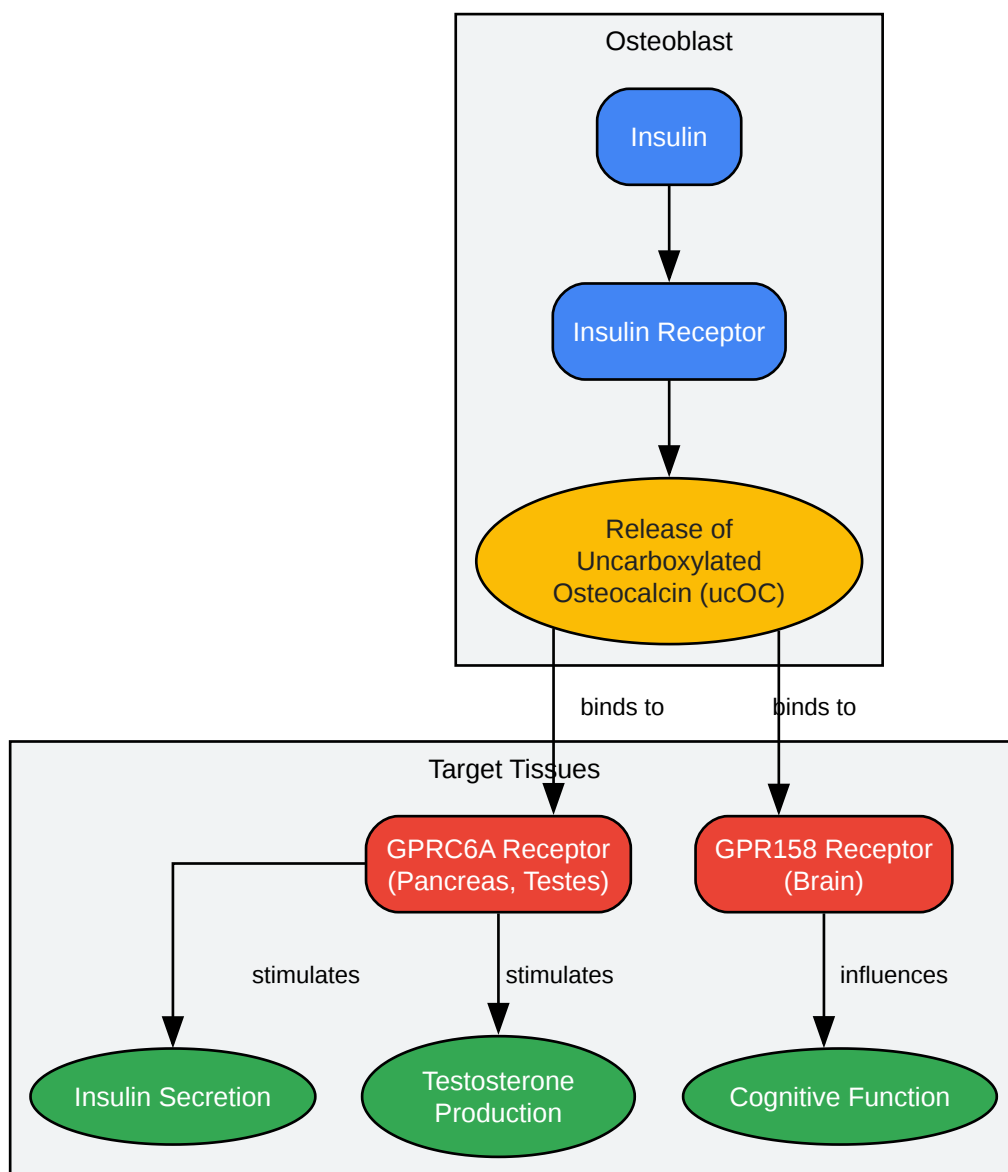 Osteoblast
Insulin
Insulin Receptor
Release of
Uncarboxylated
Osteocalcin (ucOC)
binds to
binds to
Target Tissues
GPRC6A Receptor
(Pancreas, Testes)
GPR158 Receptor
(Brain)
stimulates
stimulates
influences
Insulin Secretion
Testosterone
Production
Cognitive Function